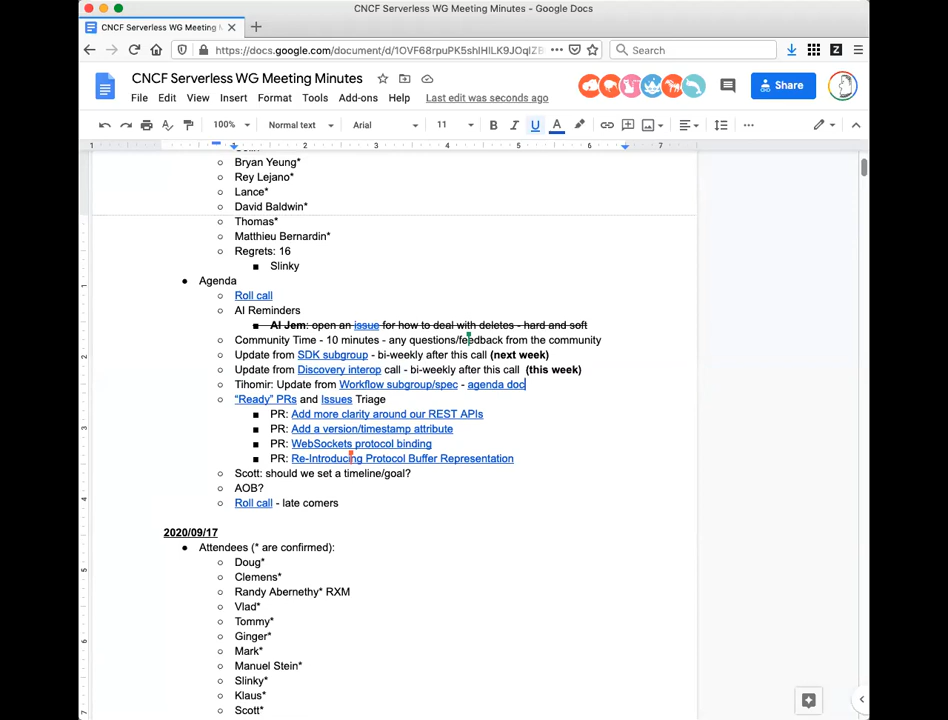 CNCF Serverless WG Meeting Minutes - Google Docs
CNCF Serverless WG Meeting M
https://docs.google.com/document/d/1OVF68rpuPK5shIHILK9JOqlZB
Search
CNCF Serverless WG Meeting Minutes
Share
File Edit View Insert Format Tools Add-ons Help Last edit was seconds ago
100% Normal text Arial 11
1 1 2 3 4 5 6 7
Bryan Yeung*
Rey Lejano*
Lance*
David Baldwin*
Thomas*
Matthieu Bernardin*
Regrets: 16
Slinky
Agenda
Roll call
AI Reminders
AI Jem: open an issue for how to deal with deletes - hard and soft
Community Time - 10 minutes - any questions/feedback from the community
Update from SDK subgroup - bi-weekly after this call (next week)
Update from Discovery interop call - bi-weekly after this call (this week)
Tihomir: Update from Workflow subgroup/spec - agenda doc
“Ready” PRs and Issues Triage
PR: Add more clarity around our REST APIs
PR: Add a version/timestamp attribute
PR: WebSockets protocol binding
PR: Re-Introducing Protocol Buffer Representation
Scott: should we set a timeline/goal?
AOB?
Roll call - late comers
2020/09/17
Attendees (* are confirmed):
Doug*
Clemens*
Randy Abernethy* RXM
Vlad*
Tommy*
Ginger*
Mark*
Manuel Stein*
Slinky*
Klaus*
Scott*